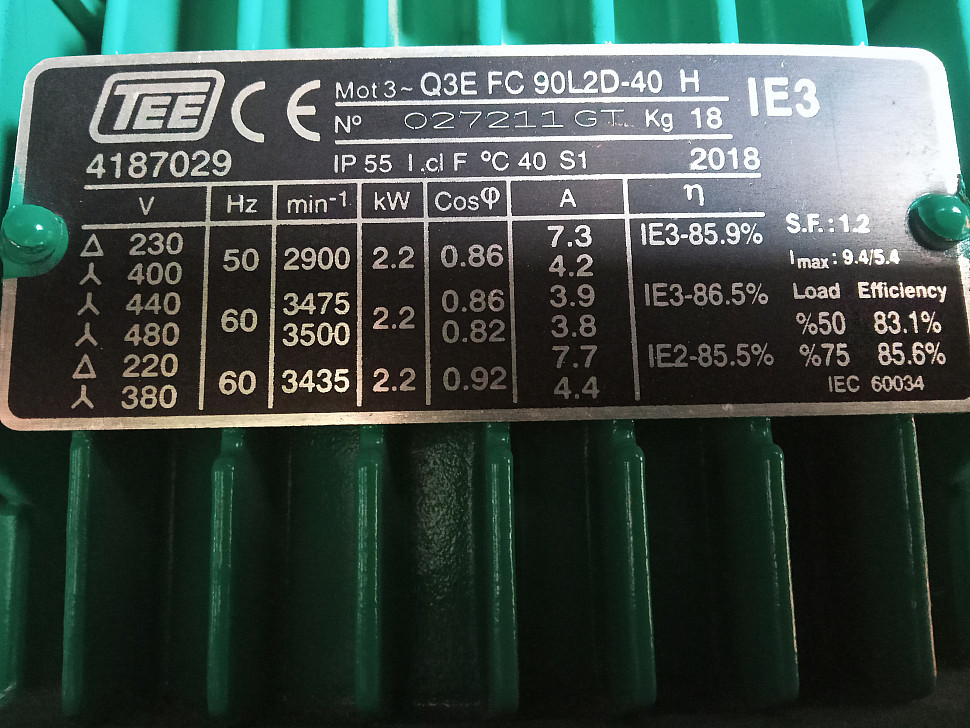 TEE CE Mot 3~ Q3E FC 90L2D-40 H IE3
Nº 027211 GT Kg 18
4187029 IP 55 I.cl F ºC 40 S1 2018
V Hz min-1 kW Cosφ A η
Δ 230 50 2900 2.2 0.86 7.3 IE3-85.9% S.F.: 1.2
⅄ 400 4.2 Imax: 9.4/5.4
⅄ 440 60 3475 2.2 0.86 3.9 IE3-86.5% Load Efficiency
⅄ 480 3500 0.82 3.8 %50 83.1%
Δ 220 60 3435 2.2 0.92 7.7 IE2-85.5% %75 85.6%
⅄ 380 4.4 IEC 60034